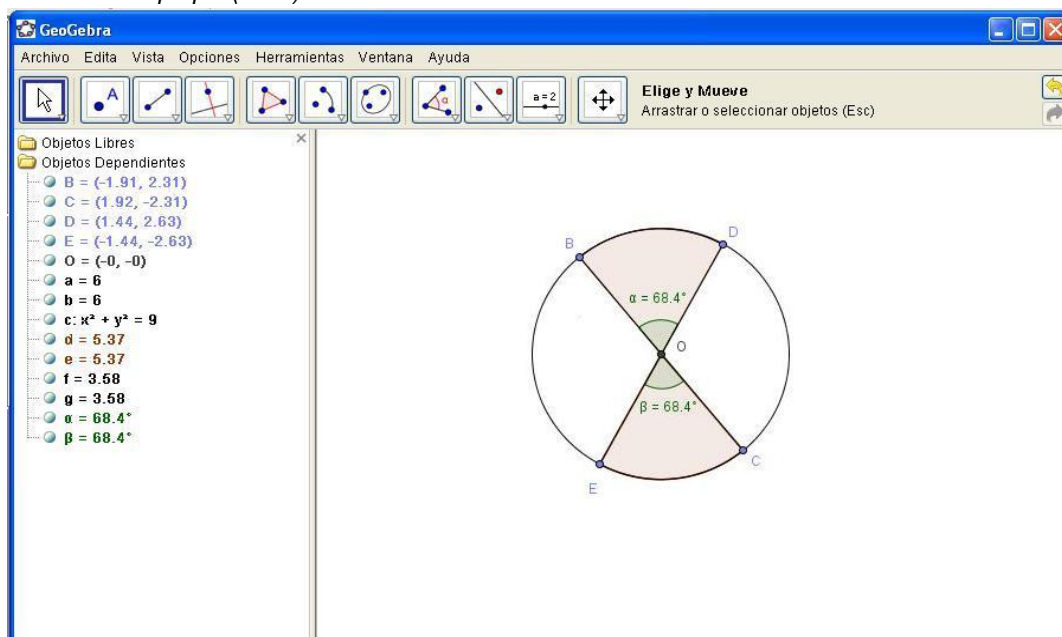 GeoGebra
Archivo Edita Vista Opciones Herramientas Ventana Ayuda
A
α
a = 2
Elige y Mueve
Arrastrar o seleccionar objetos (Esc)
Objetos Libres
Objetos Dependientes
B = (-1.91, 2.31)
C = (1.92, -2.31)
D = (1.44, 2.63)
E = (-1.44, -2.63)
O = (-0, -0)
a = 6
b = 6
c: x² + y² = 9
d = 5.37
e = 5.37
f = 3.58
g = 3.58
α = 68.4°
β = 68.4°
B
D
α = 68.4°
O
β = 68.4°
C
E